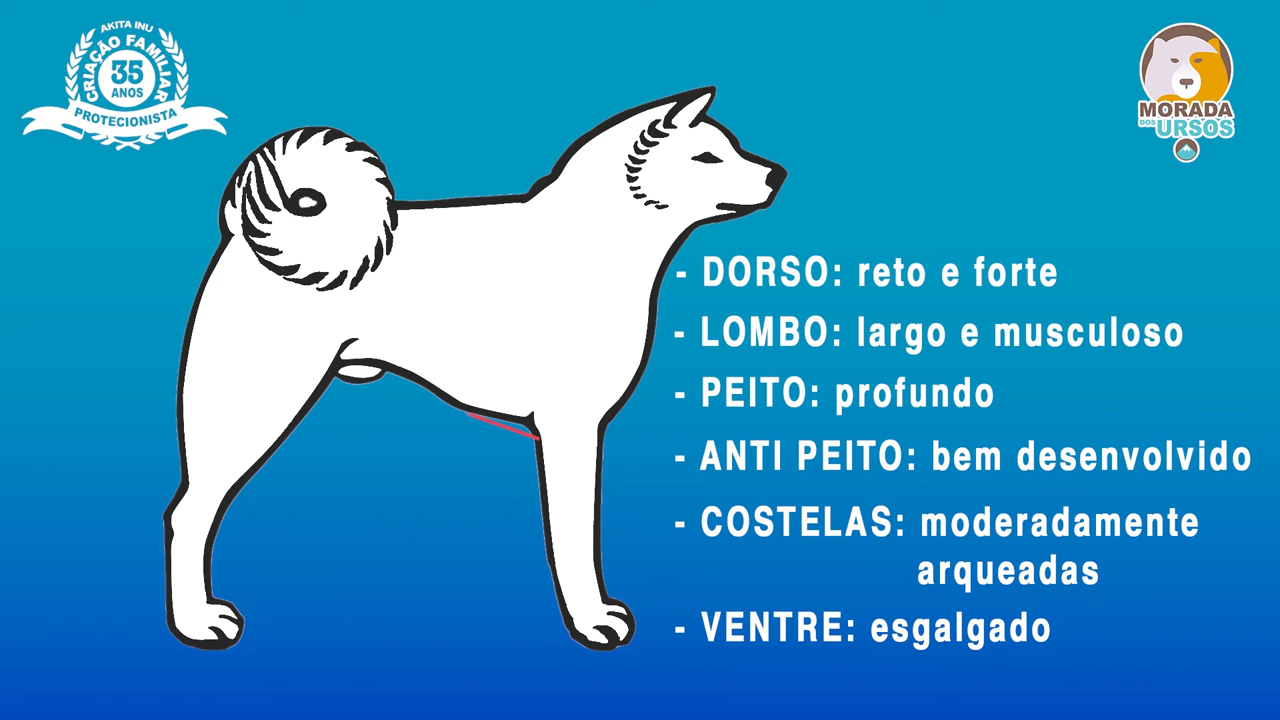 AKITA INU
CRIAÇÃO FAMILIAR
35
ANOS
PROTECIONISTA
MORADA
DOS URSOS
- DORSO: reto e forte
- LOMBO: largo e musculoso
- PEITO: profundo
- ANTI PEITO: bem desenvolvido
- COSTELAS: moderadamente
arqueadas
- VENTRE: esgalgado